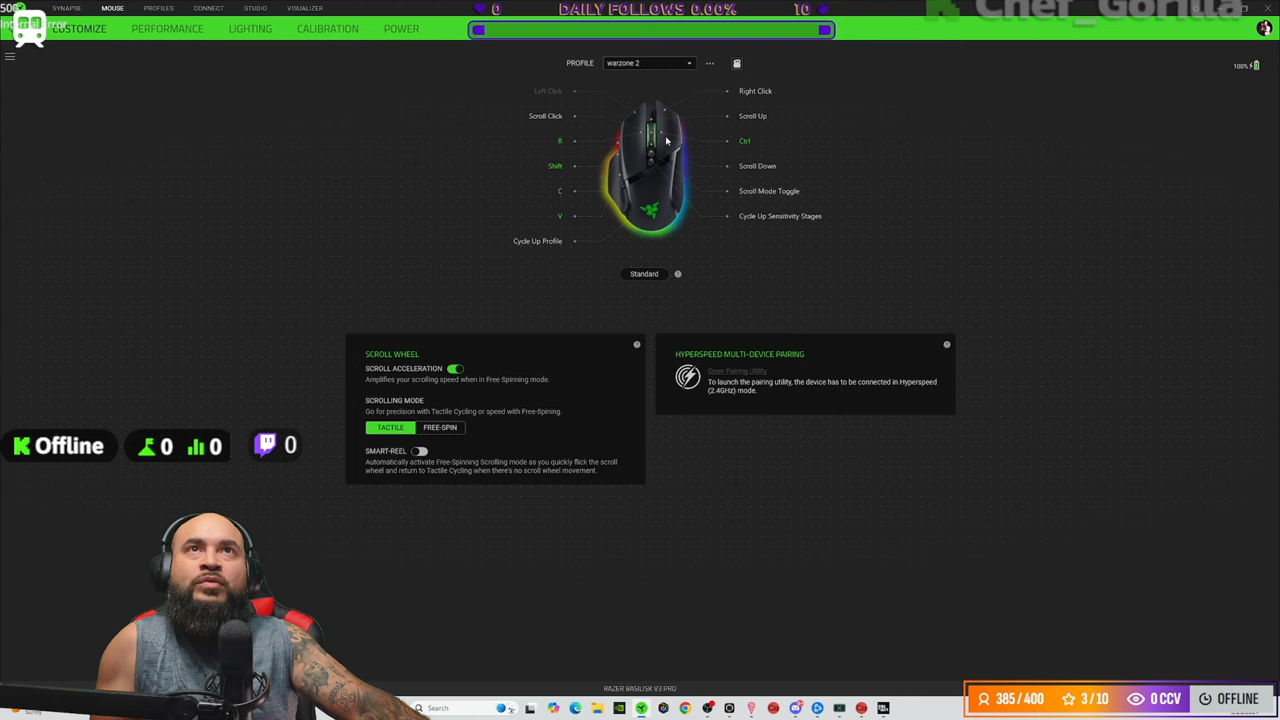 500
SYNAPSE MOUSE PROFILES CONNECT STUDIO VISUALIZER
0 DAILY FOLLOWS 0.00% 10
Chef_Gorilla
Internal Error
CUSTOMIZE PERFORMANCE LIGHTING CALIBRATION POWER
PROFILE warzone 2
100%
Left Click
Right Click
Scroll Click
Scroll Up
R
Ctrl
Shift
Scroll Down
C
Scroll Mode Toggle
V
Cycle Up Sensitivity Stages
Cycle Up Profile
Standard
SCROLL WHEEL
SCROLL ACCELERATION
Amplifies your scrolling speed when in Free Spinning mode.
SCROLLING MODE
Go for precision with Tactile Cycling or speed with Free-Spining.
TACTILE FREE-SPIN
SMART-REEL
Automatically activate Free-Spinning Scrolling mode as you quickly flick the scroll
wheel and return to Tactile Cycling when there's no scroll wheel movement.
HYPERSPEED MULTI-DEVICE PAIRING
Open Pairing Utility
To launch the pairing utility, the device has to be connected in Hyperspeed
(2.4GHz) mode.
K Offline 0 0 0
RAZER BASILISK V3 PRO
Search
385/400 3/10 0 CCV OFFLINE